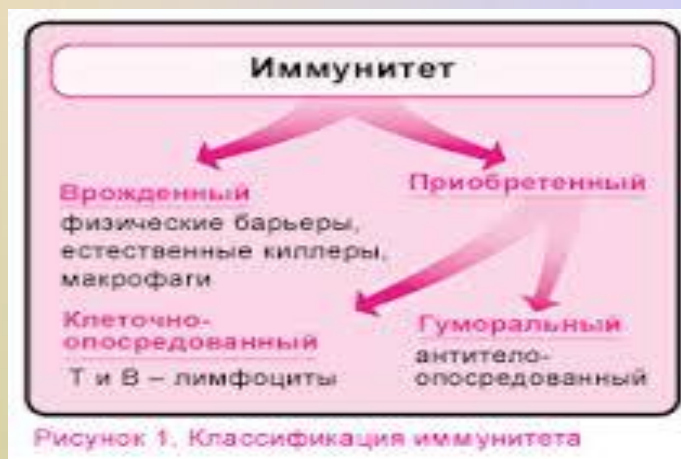 Иммунитет
Врожденный
физические барьеры,
естественные киллеры,
макрофаги
Приобретенный
Клеточно-
опосредованный
Т и В – лимфоциты
Гуморальный
антитело-
опосредованный
Рисунок 1. Классификация иммунитета